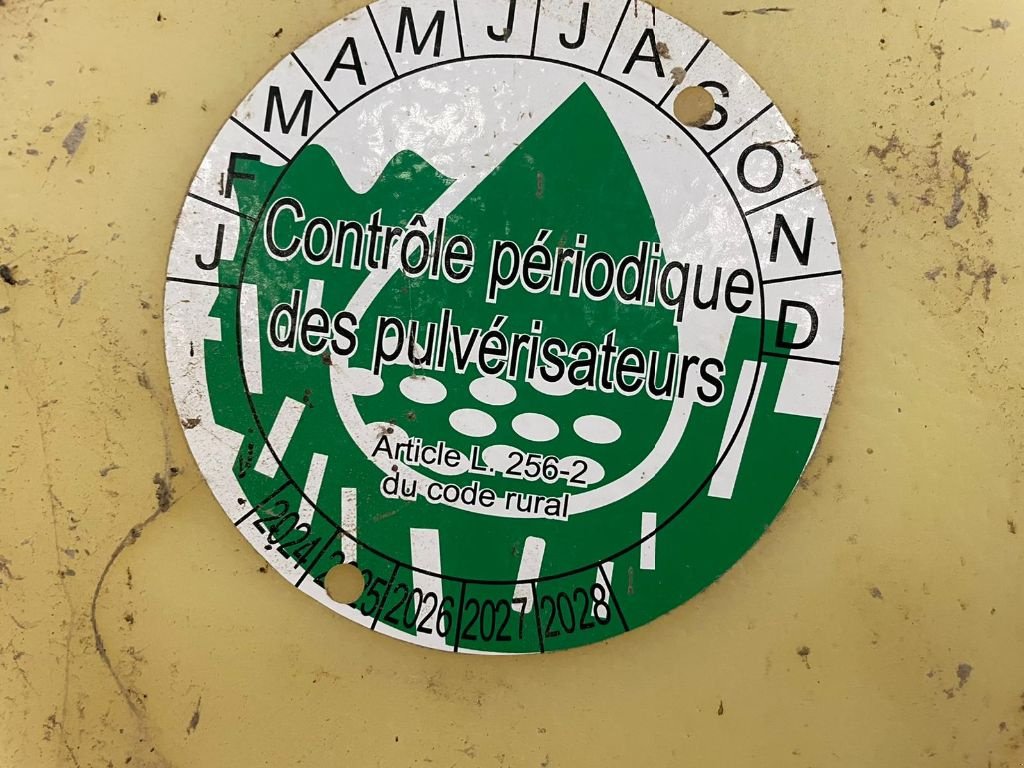 J F M A M J J A S O N D
Contrôle périodique
des pulvérisateurs
Article L. 256-2
du code rural
2024 2025 2026 2027 2028